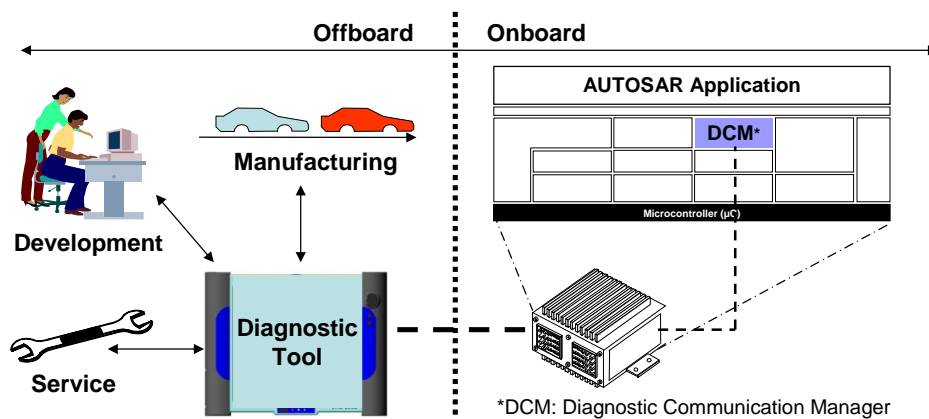 Offboard
Onboard
AUTOSAR Application
DCM*
Manufacturing
Microcontroller (µC)
Development
Diagnostic
Tool
Service
*DCM: Diagnostic Communication Manager